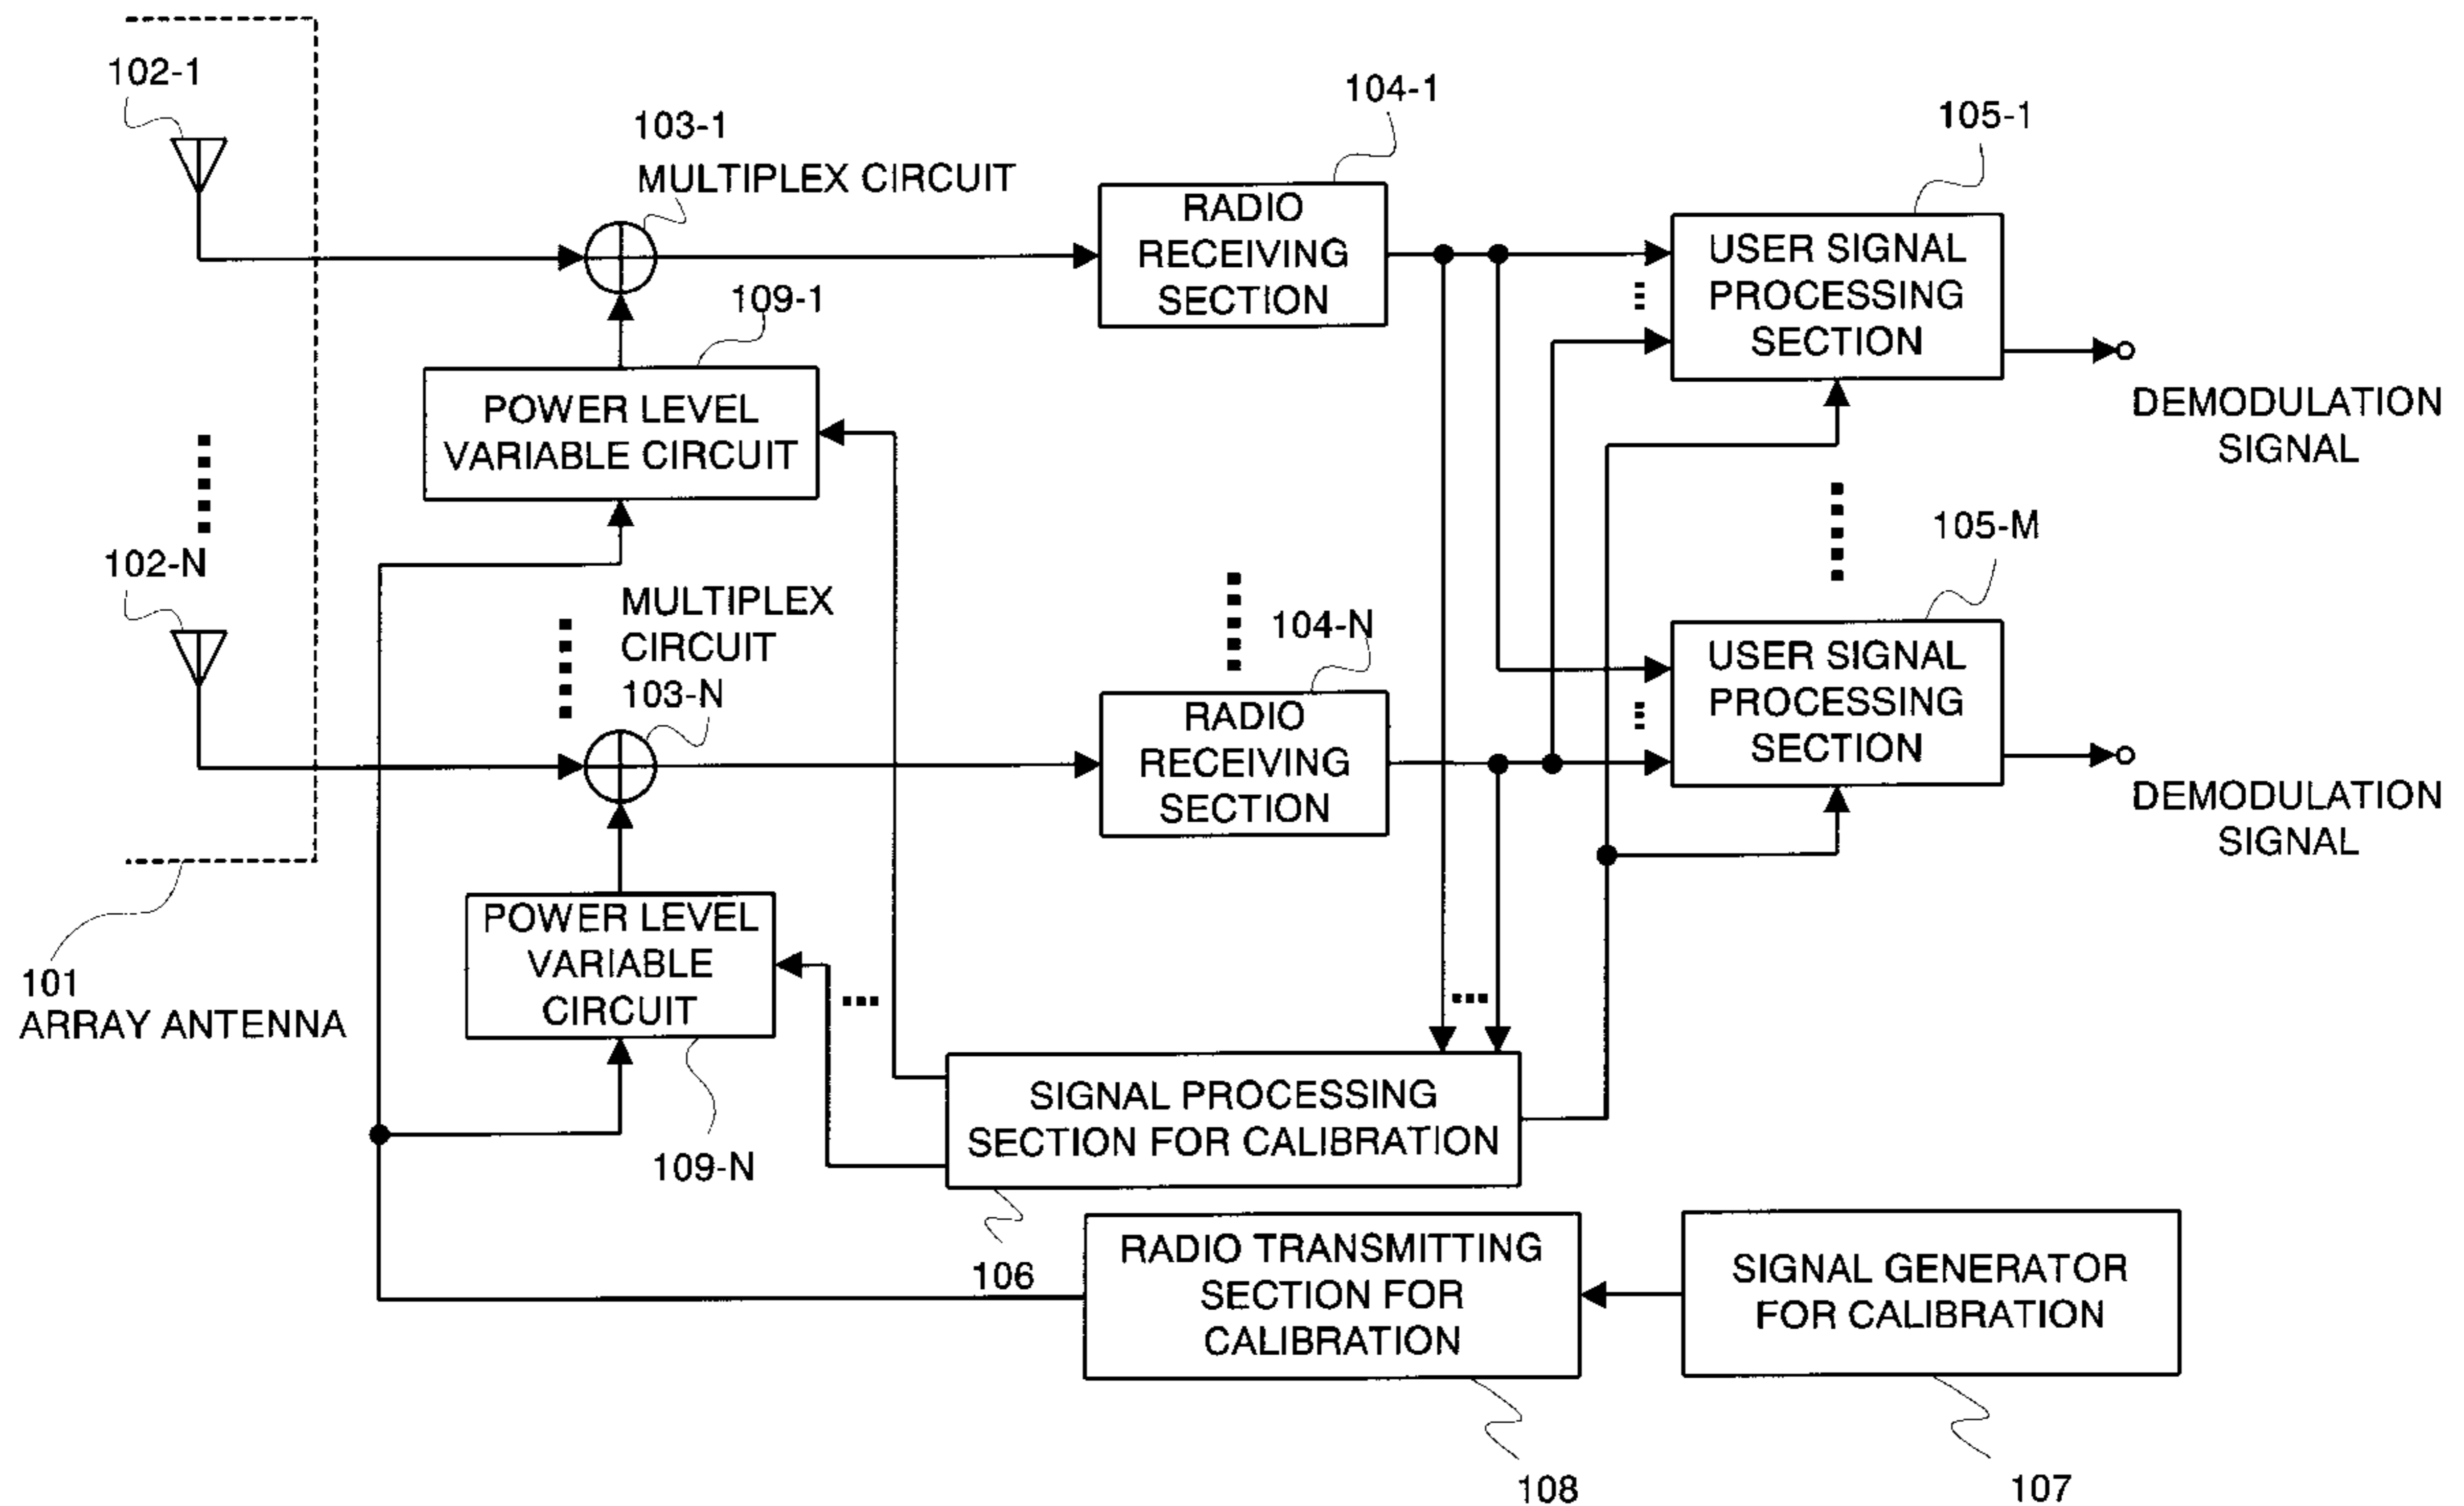 102-1
103-1
MULTIPLEX CIRCUIT
104-1
105-1
RADIO
RECEIVING
SECTION
USER SIGNAL
PROCESSING
SECTION
109-1
POWER LEVEL
VARIABLE CIRCUIT
DEMODULATION
SIGNAL
102-N
MULTIPLEX
CIRCUIT
103-N
104-N
105-M
RADIO
RECEIVING
SECTION
USER SIGNAL
PROCESSING
SECTION
DEMODULATION
SIGNAL
101
ARRAY ANTENNA
POWER LEVEL
VARIABLE
CIRCUIT
109-N
SIGNAL PROCESSING
SECTION FOR CALIBRATION
106
RADIO TRANSMITTING
SECTION FOR
CALIBRATION
SIGNAL GENERATOR
FOR CALIBRATION
108
107